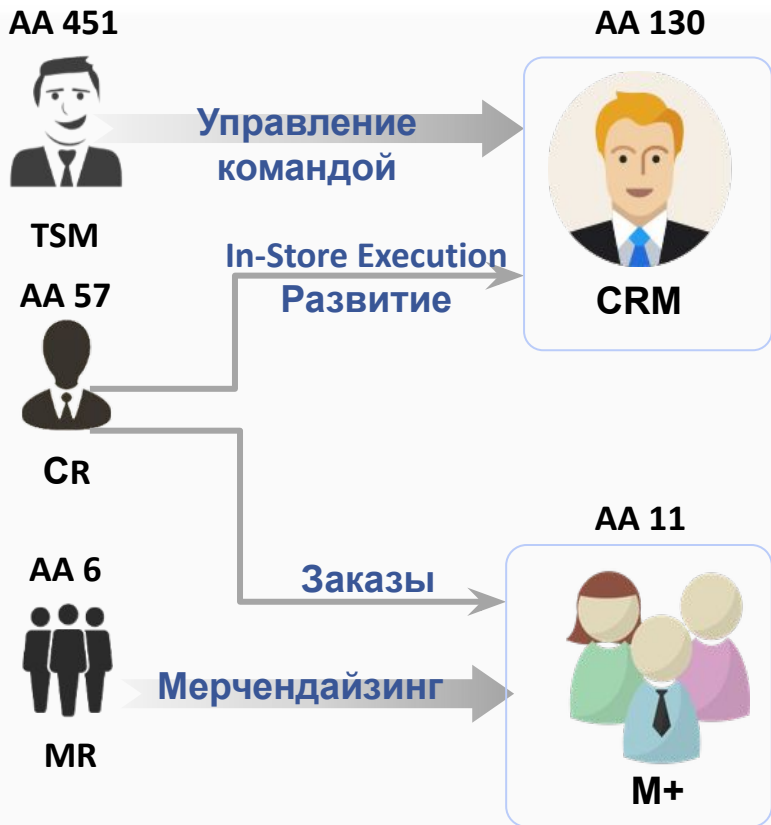 AA 451
AA 130
Управление
командой
TSM
In-Store Execution
Развитие
CRM
AA 57
CR
AA 11
AA 6
Заказы
Мерчендайзинг
MR
M+